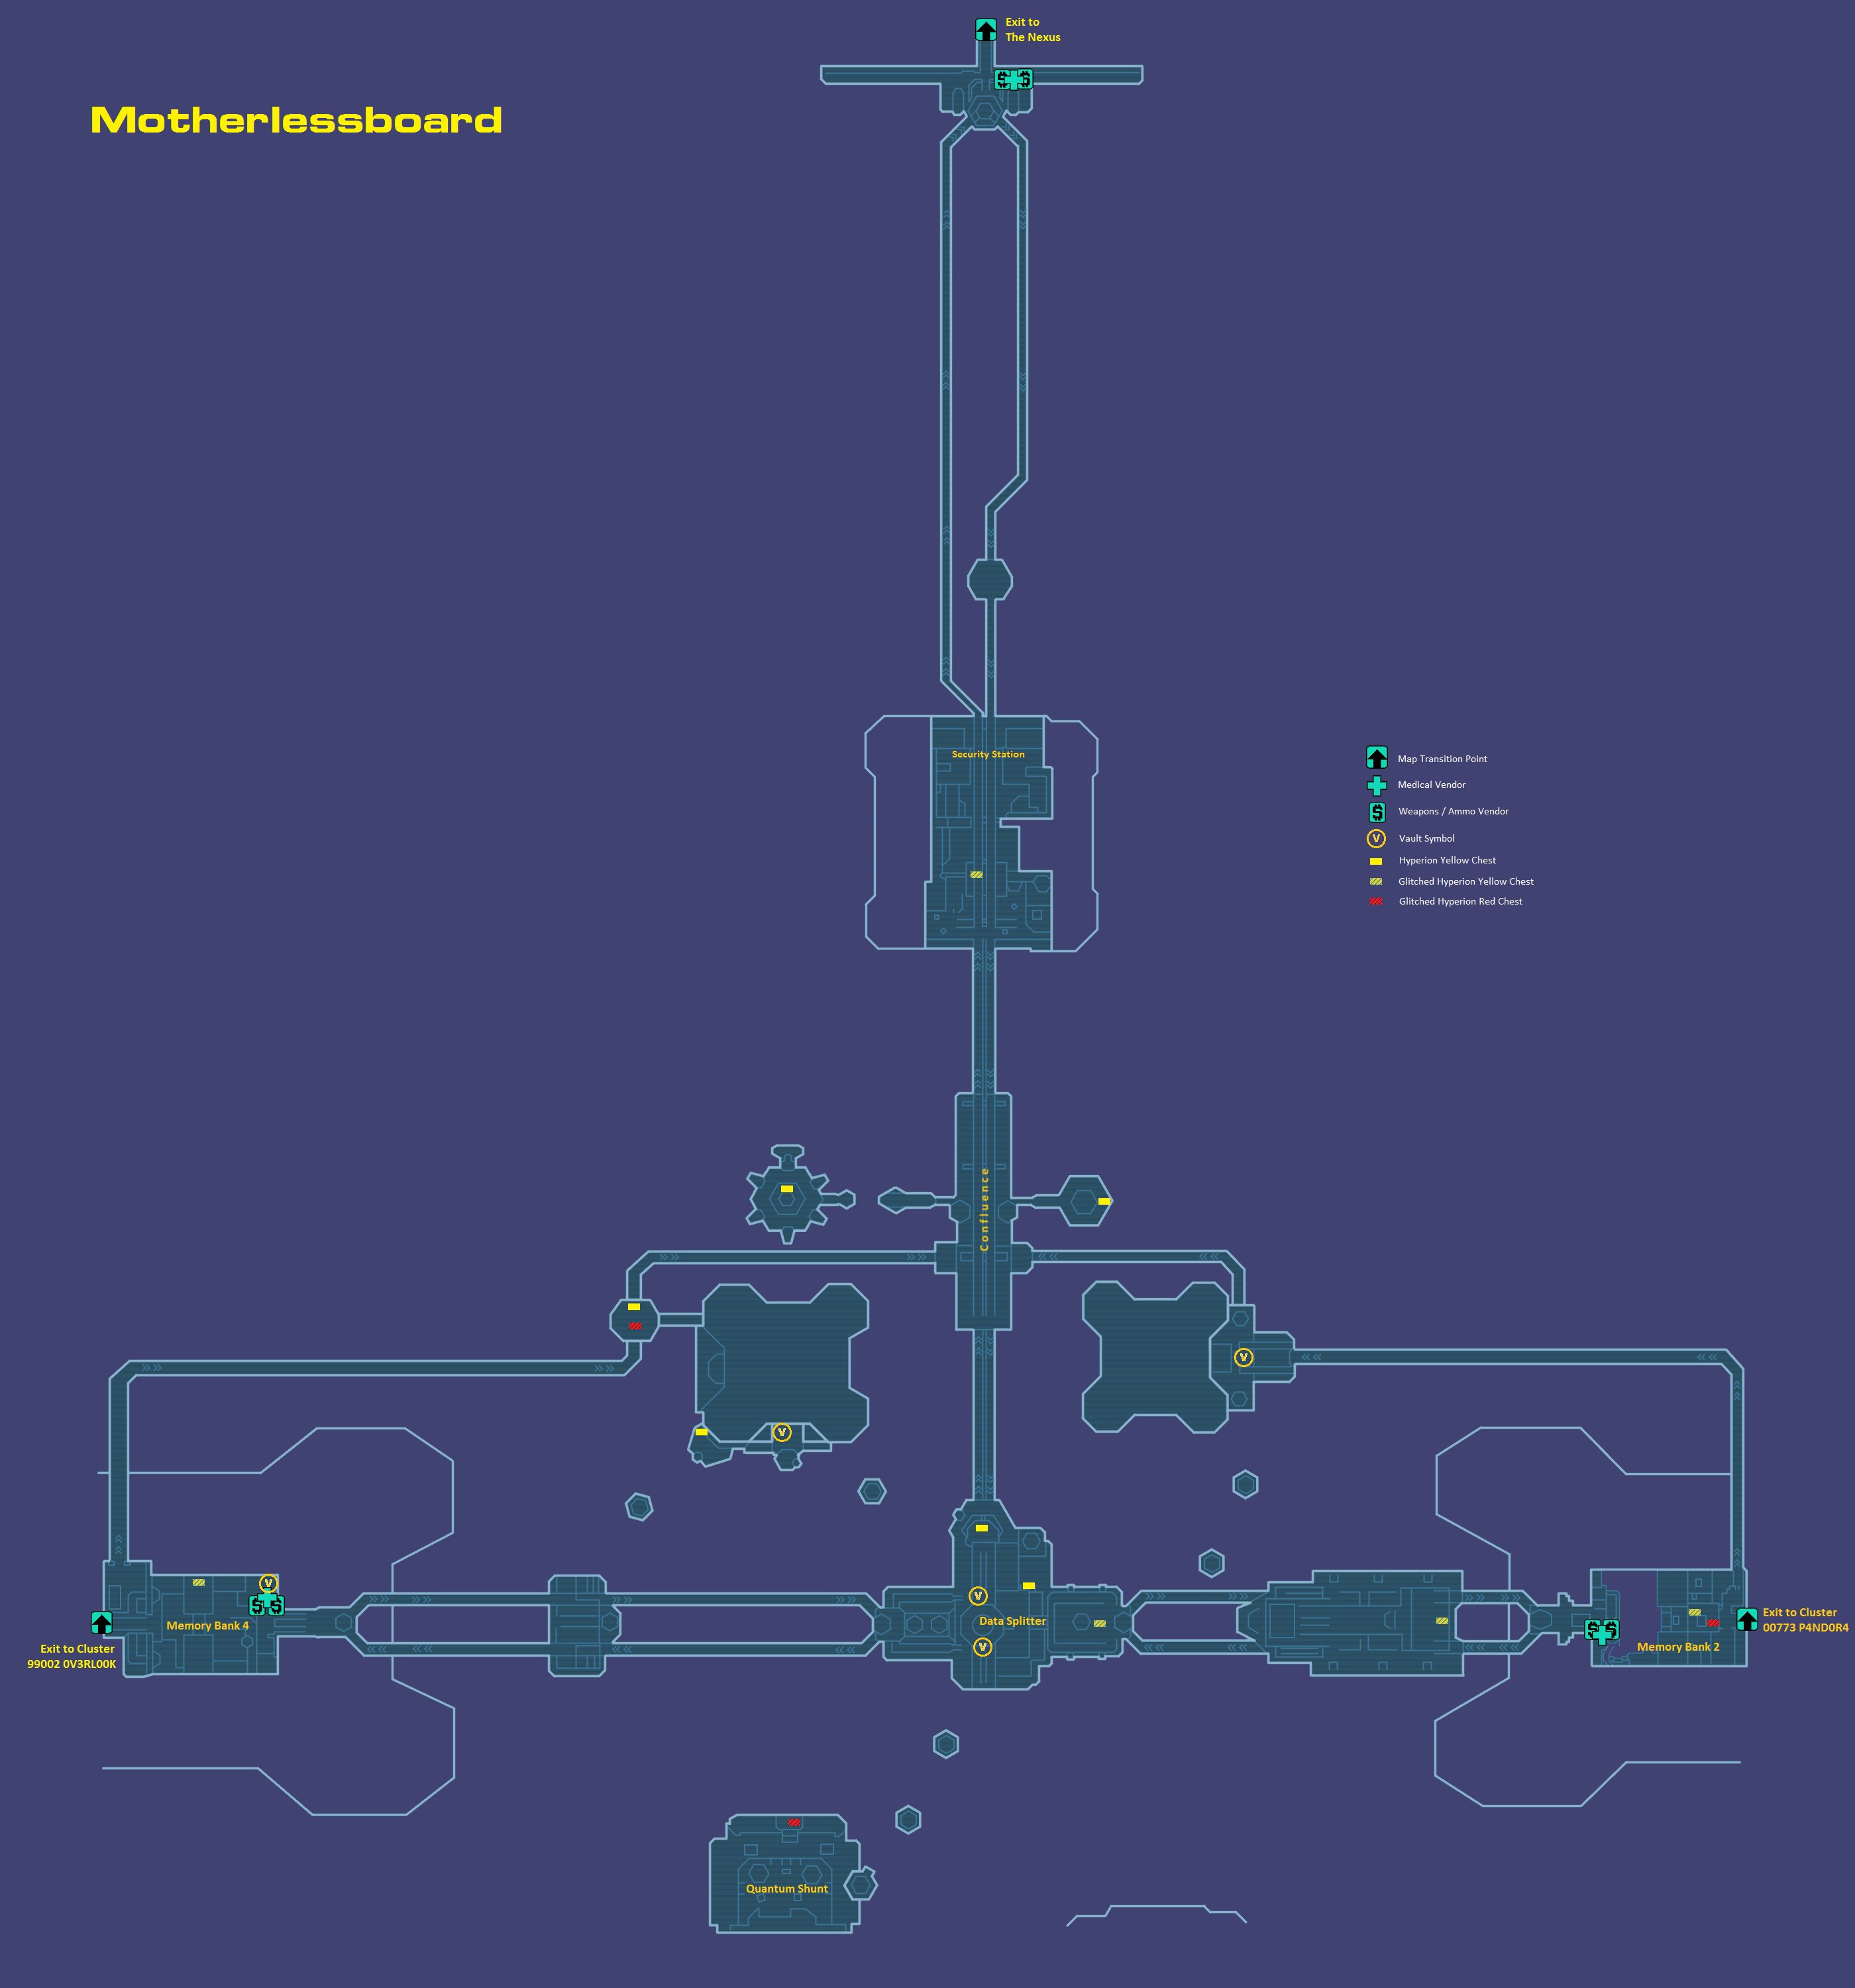 Exit to
The Nexus
Motherlessboard
Security Station
Map Transition Point
Medical Vendor
Weapons / Ammo Vendor
Vault Symbol
Hyperion Yellow Chest
Glitched Hyperion Yellow Chest
Glitched Hyperion Red Chest
Confluence
Memory Bank 4
Exit to Cluster
99002 0V3RL00K
Data Splitter
Exit to Cluster
00773 P4ND0R4
Memory Bank 2
Quantum Shunt